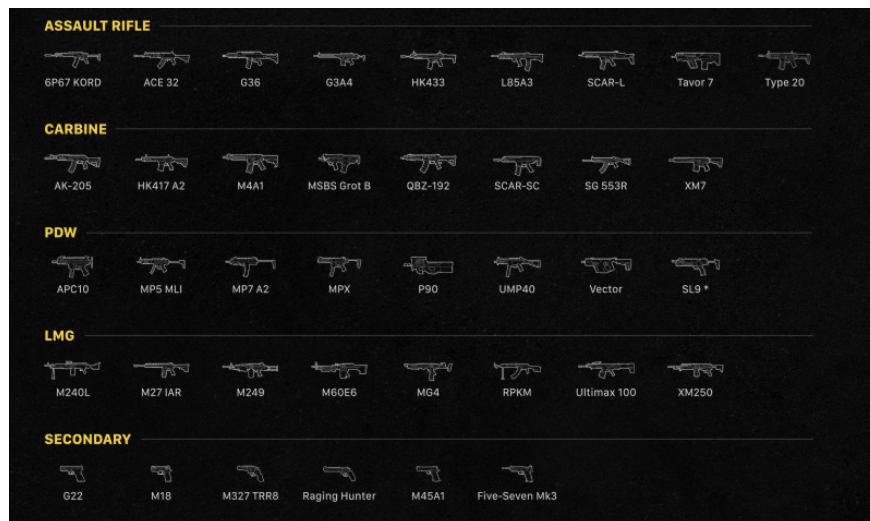 ASSAULT RIFLE
6P67 KORD ACE 32 G36 G3A4 HK433 L85A3 SCAR-L Tavor 7 Type 20
CARBINE
AK-205 HK417 A2 M4A1 MSBS Grot B QBZ-192 SCAR-SC SG 553R XM7
PDW
APC10 MP5 MLI MP7 A2 MPX P90 UMP40 Vector SL9 *
LMG
M240L M27 IAR M249 M60E6 MG4 RPKM Ultimax 100 XM250
SECONDARY
G22 M18 M327 TRR8 Raging Hunter M45A1 Five-Seven Mk3